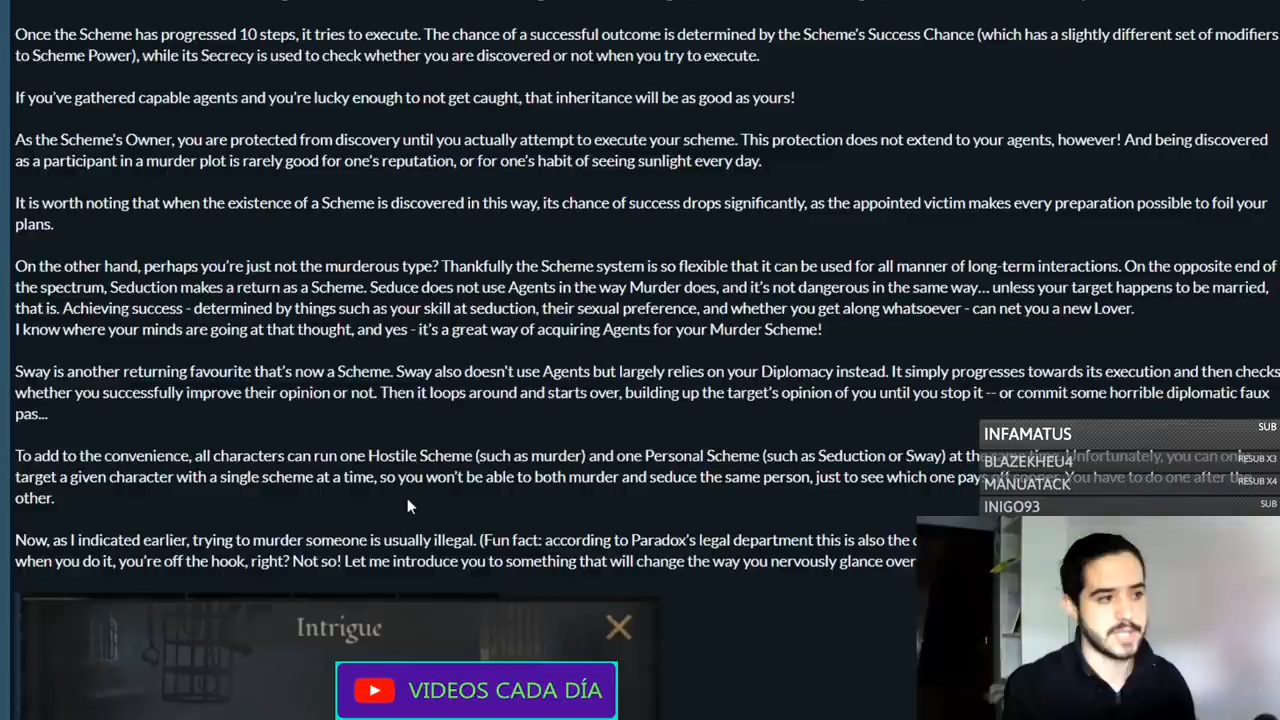 Once the Scheme has progressed 10 steps, it tries to execute. The chance of a successful outcome is determined by the Scheme's Success Chance (which has a slightly different set of modifiers
to Scheme Power), while its Secrecy is used to check whether you are discovered or not when you try to execute.
If you've gathered capable agents and you're lucky enough to not get caught, that inheritance will be as good as yours!
As the Scheme's Owner, you are protected from discovery until you actually attempt to execute your scheme. This protection does not extend to your agents, however! And being discovered
as a participant in a murder plot is rarely good for one's reputation, or for one's habit of seeing sunlight every day.
It is worth noting that when the existence of a Scheme is discovered in this way, its chance of success drops significantly, as the appointed victim makes every preparation possible to foil your
plans.
On the other hand, perhaps you're just not the murderous type? Thankfully the Scheme system is so flexible that it can be used for all manner of long-term interactions. On the opposite end of
the spectrum, Seduction makes a return as a Scheme. Seduce does not use Agents in the way Murder does, and it's not dangerous in the same way... unless your target happens to be married,
that is. Achieving success - determined by things such as your skill at seduction, their sexual preference, and whether you get along whatsoever - can net you a new Lover.
I know where your minds are going at that thought, and yes - it's a great way of acquiring Agents for your Murder Scheme!
Sway is another returning favourite that's now a Scheme. Sway also doesn't use Agents but largely relies on your Diplomacy instead. It simply progresses towards its execution and then checks
whether you successfully improve their opinion or not. Then it loops around and starts over, building up the target's opinion of you until you stop it -- or commit some horrible diplomatic faux
pas...
To add to the convenience, all characters can run one Hostile Scheme (such as murder) and one Personal Scheme (such as Seduction or Sway) at the Unfortunately, you can only
target a given character with a single scheme at a time, so you won't be able to both murder and seduce the same person, just to see which one pays You have to do one after the
other.
Now, as I indicated earlier, trying to murder someone is usually illegal. (Fun fact: according to Paradox's legal department this is also the
when you do it, you're off the hook, right? Not so! Let me introduce you to something that will change the way you nervously glance over
INFAMATUS SUB
BLAZEKHEU4 RESUB X3
MANUATACK RESUB X4
INIGO93 SUB
Intrigue
VIDEOS CADA DÍA